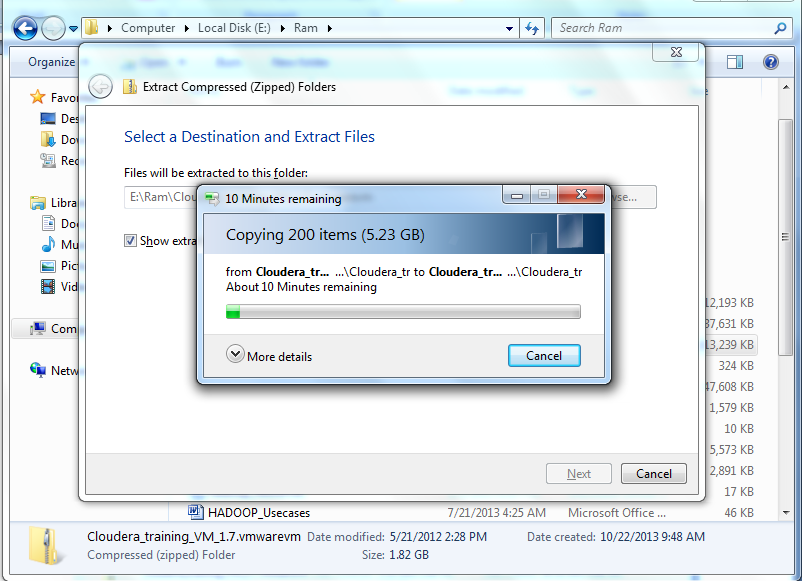 Computer Local Disk (E:) Ram
Search Ram
Organize
Extract Compressed (Zipped) Folders
Select a Destination and Extract Files
Files will be extracted to this folder:
E:\Ram\Clou
Show extra
10 Minutes remaining
Copying 200 items (5.23 GB)
from Cloudera_tr... ...\Cloudera_tr to Cloudera_tr... ...\Cloudera_tr
About 10 Minutes remaining
More details
Cancel
Next
Cancel
Favor
Des
Dov
Rec
Libra
Do
Mu
Pict
Vid
Comp
Netw
12,193 KB
37,631 KB
13,239 KB
324 KB
47,608 KB
1,579 KB
10 KB
5,573 KB
2,891 KB
17 KB
HADOOP_Usecases 7/21/2013 4:25 AM Microsoft Office ... 46 KB
Cloudera_training_VM_1.7.vmwarevm Date modified: 5/21/2012 2:28 PM Date created: 10/22/2013 9:48 AM
Compressed (zipped) Folder Size: 1.82 GB